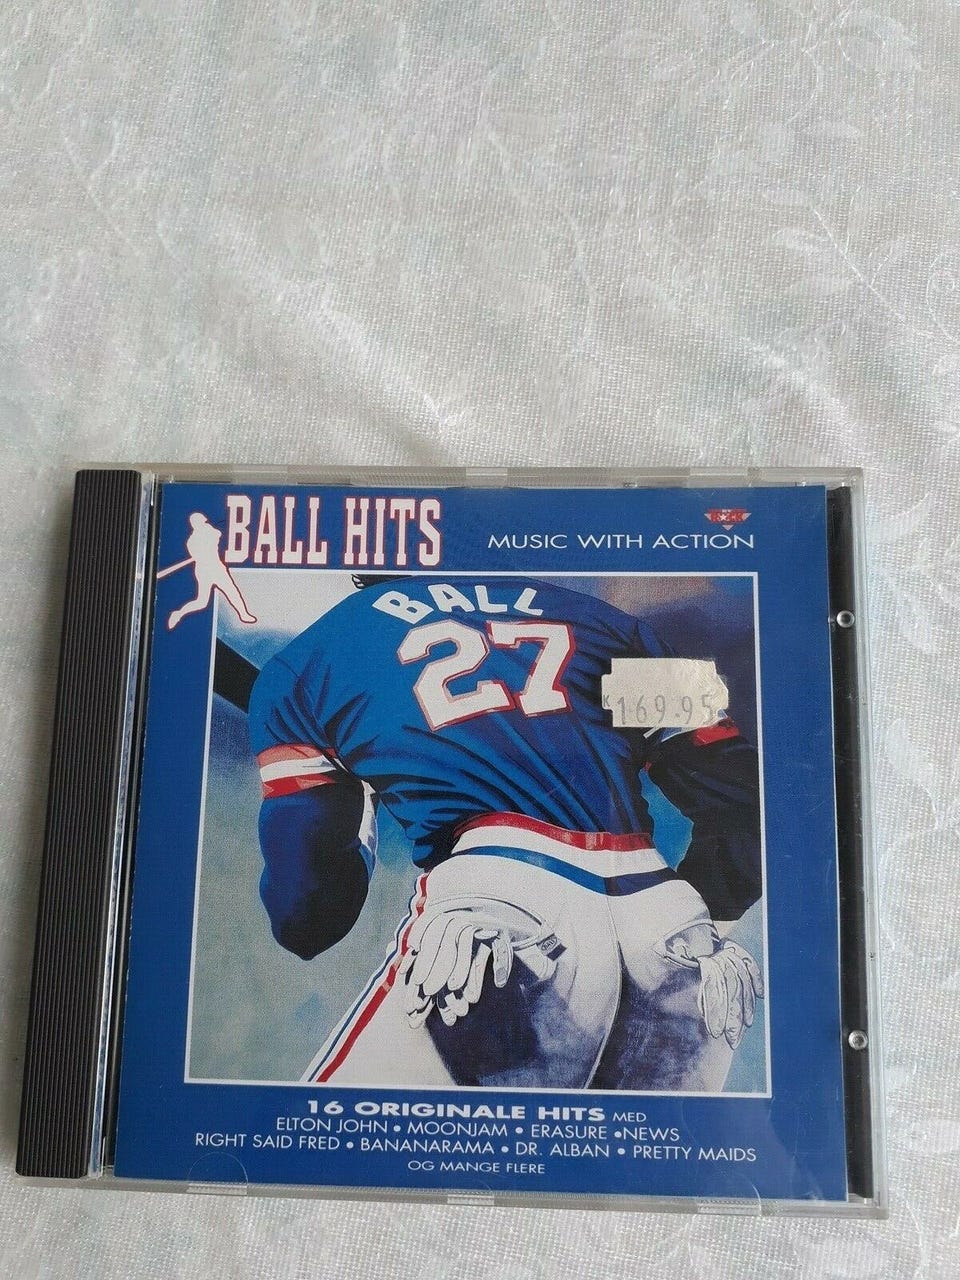 BALL HITS
MUSIC WITH ACTION
ROCK
BALL
27
K 169.95
16 ORIGINALE HITS MED
ELTON JOHN • MOONJAM • ERASURE •NEWS
RIGHT SAID FRED • BANANARAMA • DR. ALBAN • PRETTY MAIDS
OG MANGE FLERE